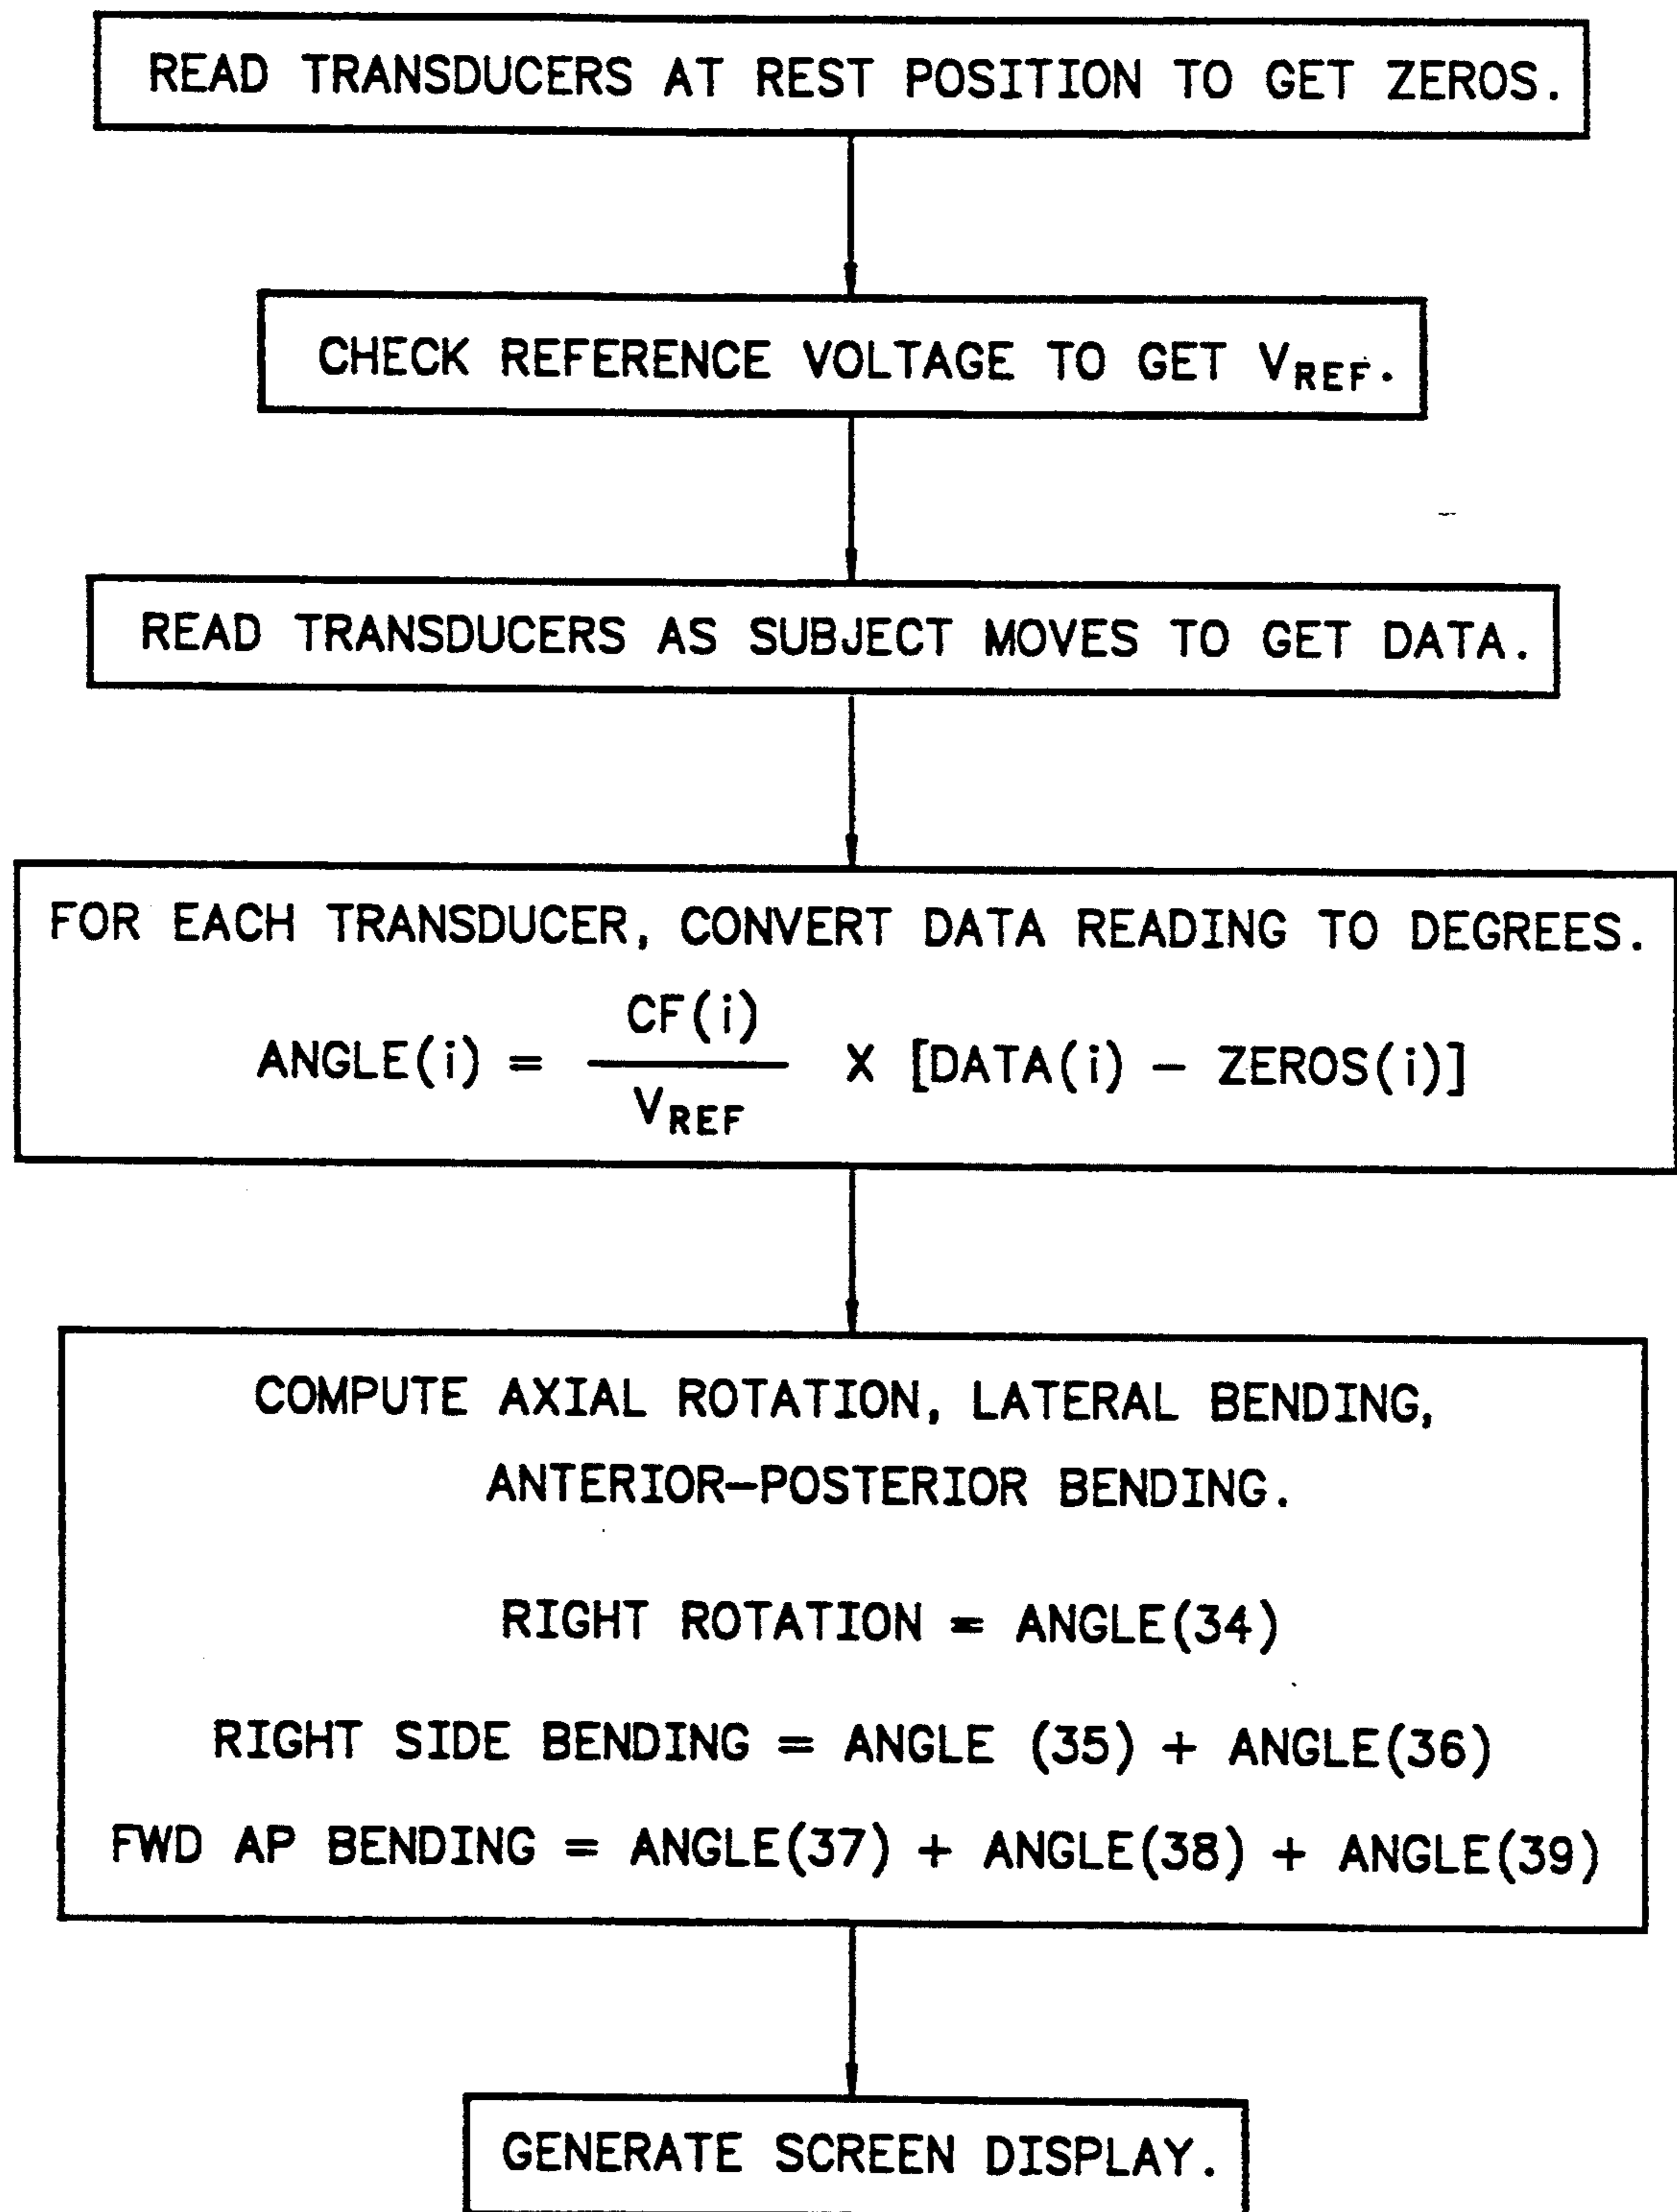 READ TRANSDUCERS AT REST POSITION TO GET ZEROS.
CHECK REFERENCE VOLTAGE TO GET VREF.
READ TRANSDUCERS AS SUBJECT MOVES TO GET DATA.
FOR EACH TRANSDUCER, CONVERT DATA READING TO DEGREES.
ANGLE(i) = CF(i) / VREF X [DATA(i) – ZEROS(i)]
COMPUTE AXIAL ROTATION, LATERAL BENDING,
ANTERIOR–POSTERIOR BENDING.
RIGHT ROTATION = ANGLE(34)
RIGHT SIDE BENDING = ANGLE (35) + ANGLE(36)
FWD AP BENDING = ANGLE(37) + ANGLE(38) + ANGLE(39)
GENERATE SCREEN DISPLAY.